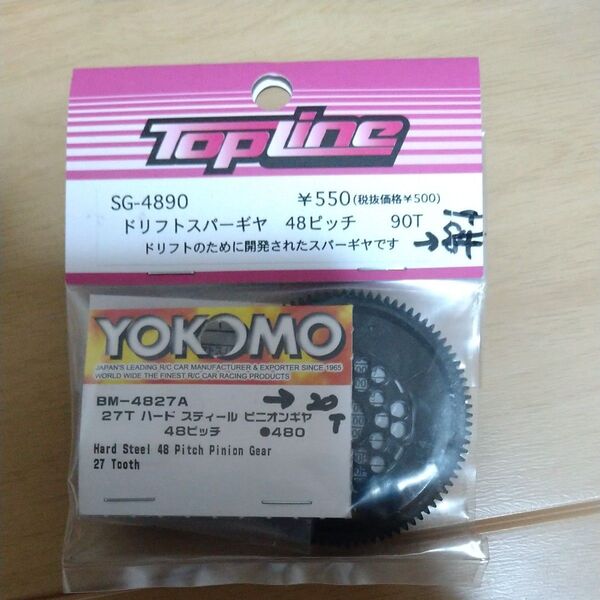 TopLine
SG-4890 ¥550(税抜価格¥500)
ドリフトスパーギヤ 48ピッチ 90T
ドリフトのために開発されたスパーギヤです
→
YOKOMO
JAPAN'S LEADING R/C CAR MANUFACTURER & EXPORTER SINCE 1965
WORLD WIDE THE FINEST R/C CAR RACING PRODUCTS
BM-4827A → 20T
27T ハード スティール ピニオンギヤ
48ピッチ ●480
Hard Steel 48 Pitch Pinion Gear
27 Tooth